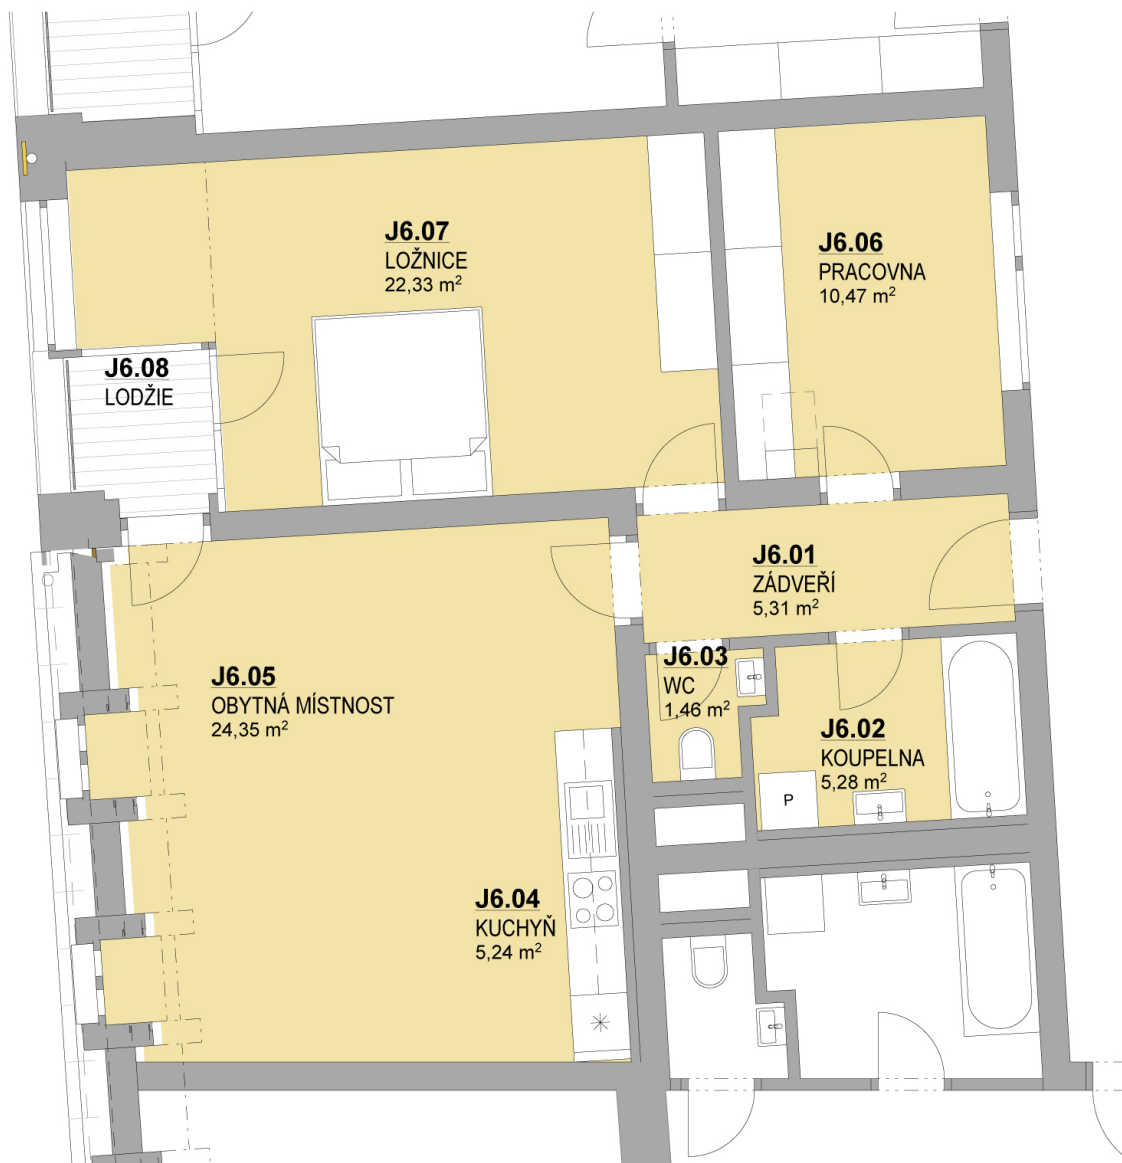 J6.07
LOŽNICE
22,33 m²
J6.06
PRACOVNA
10,47 m²
J6.08
LODŽIE
J6.01
ZÁDVEŘÍ
5,31 m²
J6.03
WC
1,46 m²
J6.05
OBYTNÁ MÍSTNOST
24,35 m²
J6.02
KOUPELNA
5,28 m²
P
J6.04
KUCHYŇ
5,24 m²